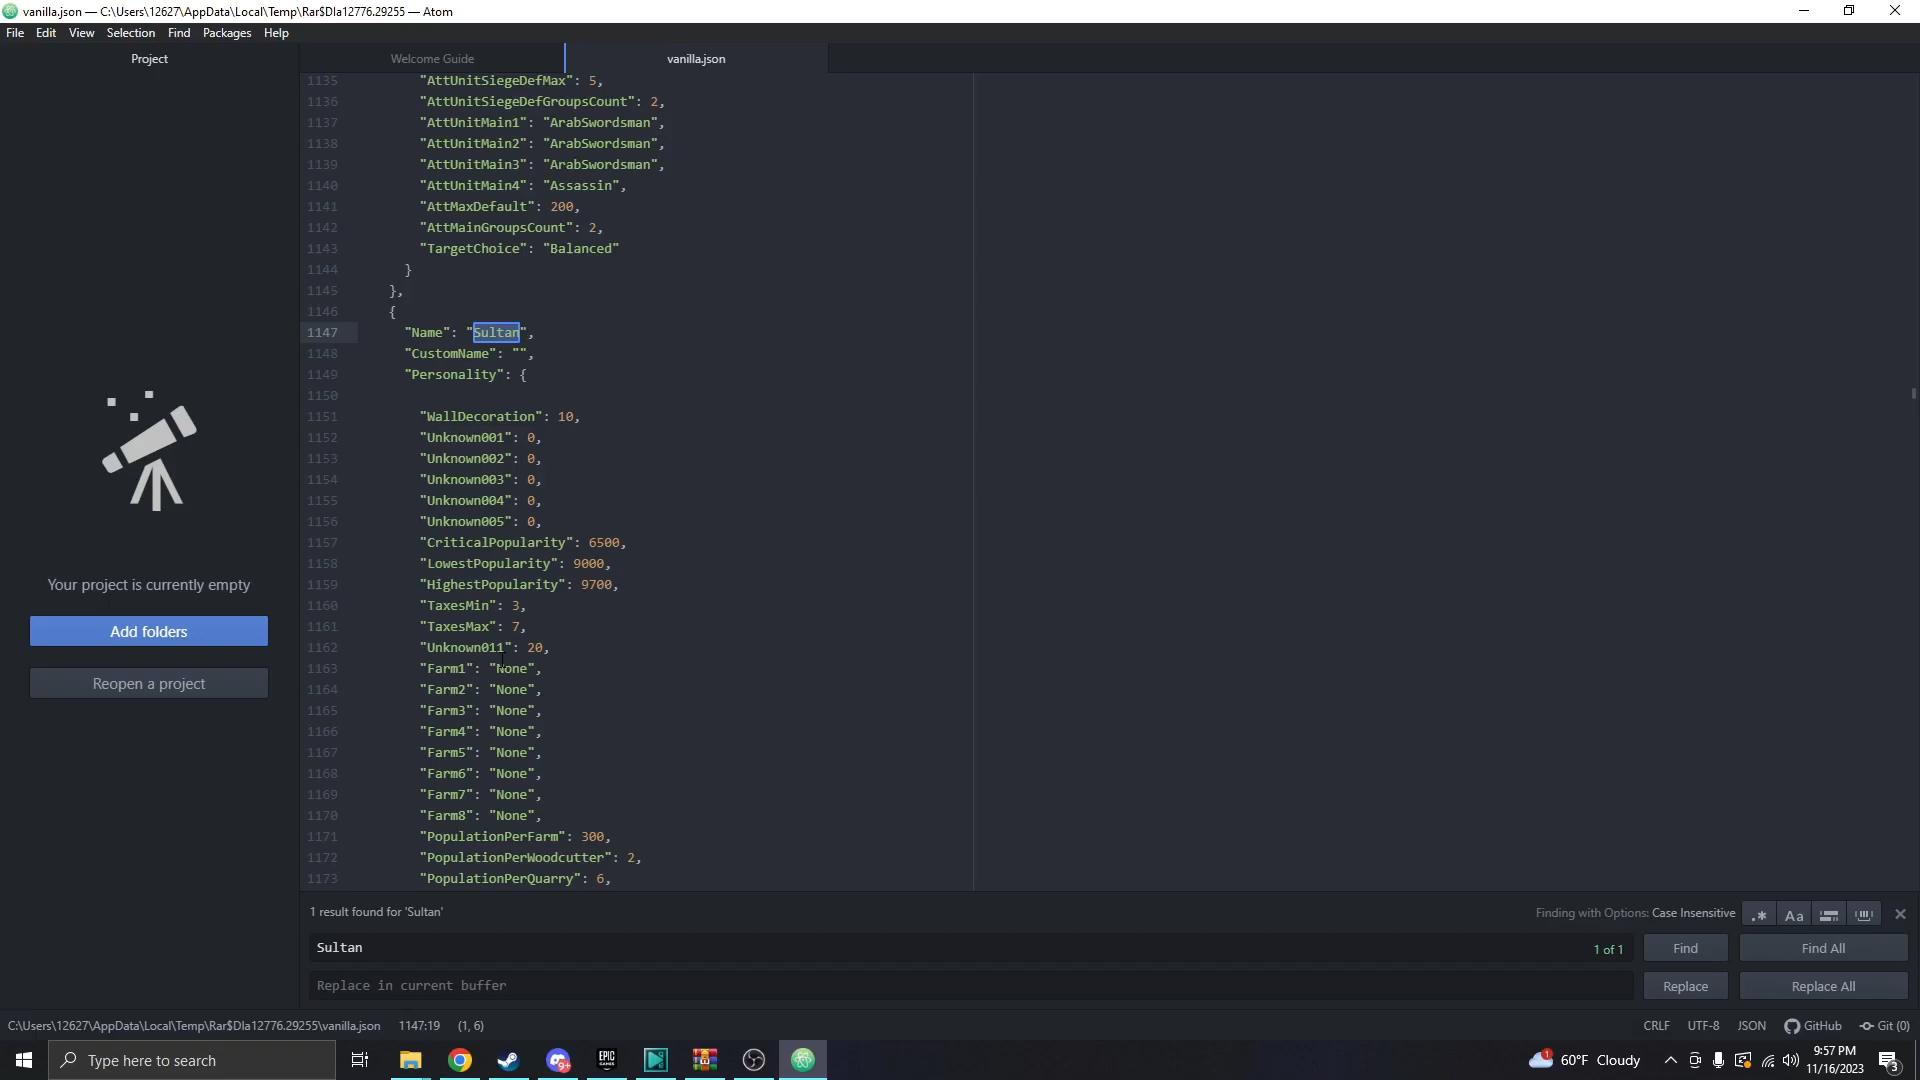 vanilla.json — C:\Users\12627\AppData\Local\Temp\Rar$DIa12776.29255 — Atom
File Edit View Selection Find Packages Help
Project
Welcome Guide
vanilla.json
1135 "AttUnitSiegeDefMax": 5,
1136 "AttUnitSiegeDefGroupsCount": 2,
1137 "AttUnitMain1": "ArabSwordsman",
1138 "AttUnitMain2": "ArabSwordsman",
1139 "AttUnitMain3": "ArabSwordsman",
1140 "AttUnitMain4": "Assassin",
1141 "AttMaxDefault": 200,
1142 "AttMainGroupsCount": 2,
1143 "TargetChoice": "Balanced"
1144 }
1145 },
1146 {
1147 "Name": "Sultan",
1148 "CustomName": "",
1149 "Personality": {
1150
1151 "WallDecoration": 10,
1152 "Unknown001": 0,
1153 "Unknown002": 0,
1154 "Unknown003": 0,
1155 "Unknown004": 0,
1156 "Unknown005": 0,
1157 "CriticalPopularity": 6500,
1158 "LowestPopularity": 9000,
1159 "HighestPopularity": 9700,
1160 "TaxesMin": 3,
1161 "TaxesMax": 7,
1162 "Unknown011": 20,
1163 "Farm1": "None",
1164 "Farm2": "None",
1165 "Farm3": "None",
1166 "Farm4": "None",
1167 "Farm5": "None",
1168 "Farm6": "None",
1169 "Farm7": "None",
1170 "Farm8": "None",
1171 "PopulationPerFarm": 300,
1172 "PopulationPerWoodcutter": 2,
1173 "PopulationPerQuarry": 6,
Your project is currently empty
Add folders
Reopen a project
1 result found for 'Sultan'
Finding with Options: Case Insensitive
.* Aa
Sultan
1 of 1
Find
Find All
Replace in current buffer
Replace
Replace All
C:\Users\12627\AppData\Local\Temp\Rar$DIa12776.29255\vanilla.json 1147:19 (1, 6)
CRLF UTF-8 JSON GitHub Git (0)
Type here to search
EPIC GAMES
9+
1
60°F Cloudy
9:57 PM
11/16/2023
3